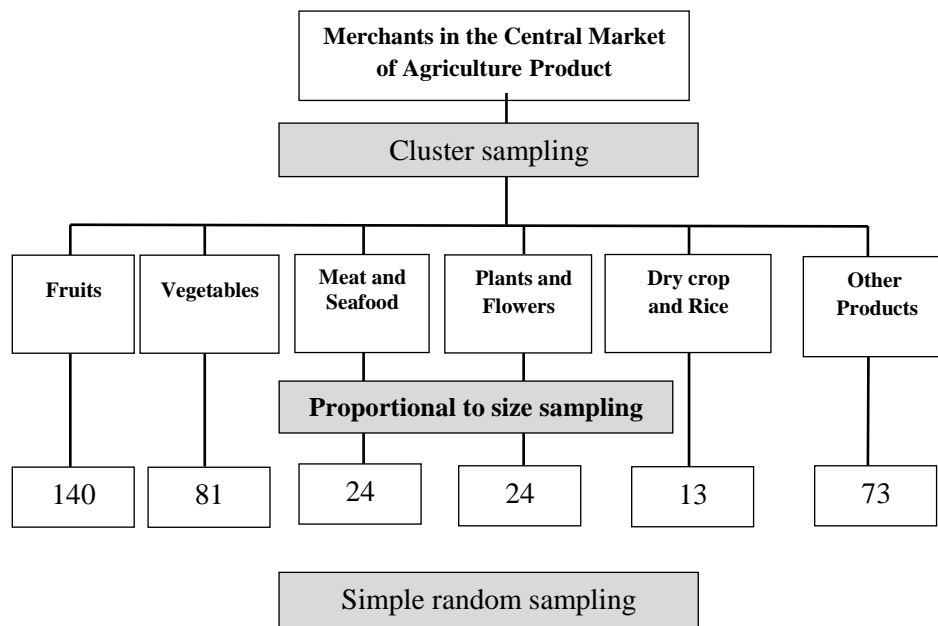 Merchants in the Central Market
of Agriculture Product
Cluster sampling
Fruits
Vegetables
Meat and
Seafood
Plants and
Flowers
Dry crop
and Rice
Other
Products
Proportional to size sampling
140
81
24
24
13
73
Simple random sampling